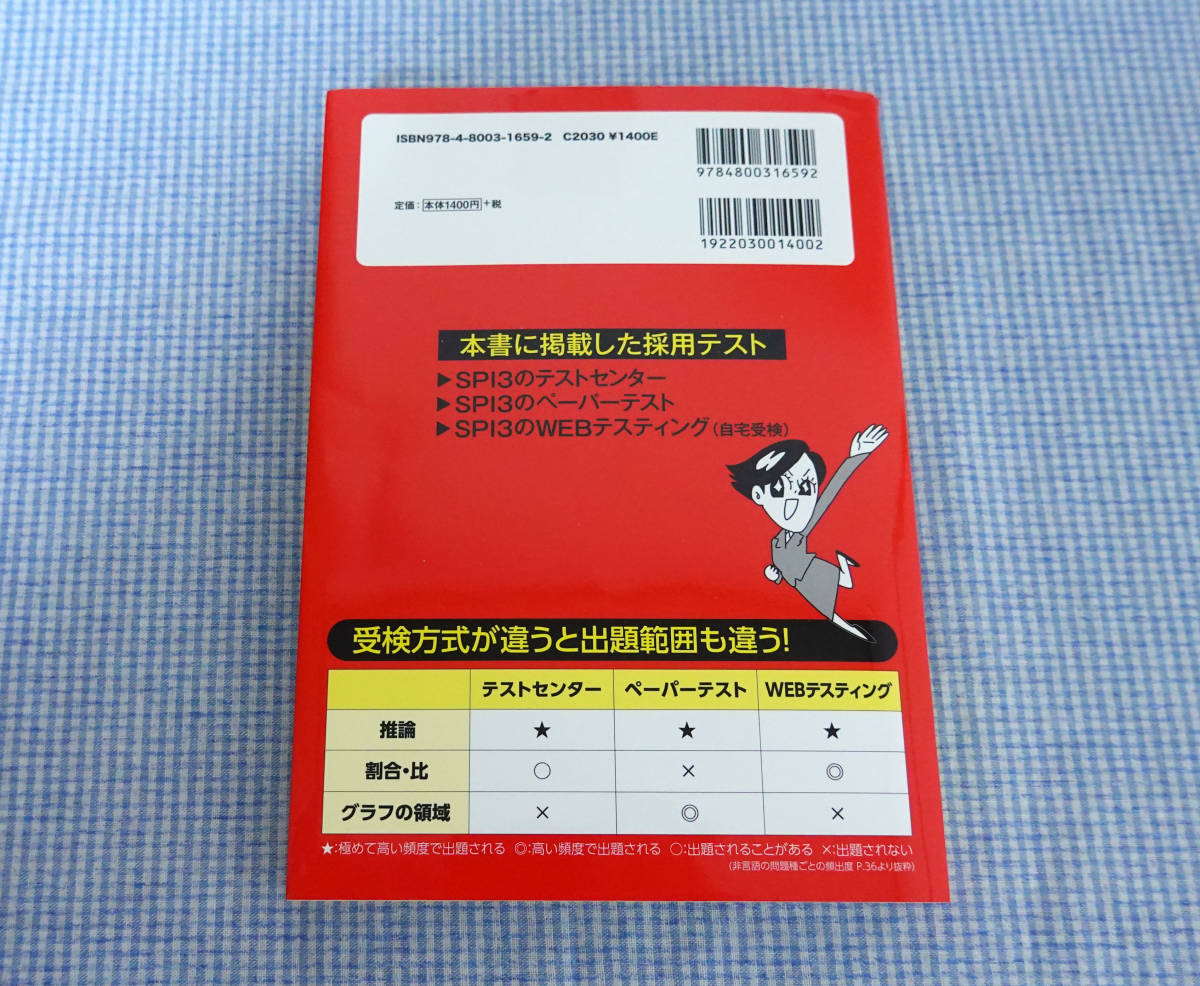 ISBN978-4-8003-1659-2 C2030 ¥1400E
9784800316592
定価:本体1400円+税
1922030014002
本書に掲載した採用テスト
▶SPI3のテストセンター
▶SPI3のペーパーテスト
▶SPI3のWEBテスティング(自宅受検)
受検方式が違うと出題範囲も違う!
テストセンター ペーパーテスト WEBテスティング
推論 ★ ★ ★
割合・比 ○ × ◎
グラフの領域 × ◎ ×
★:極めて高い頻度で出題される ◎:高い頻度で出題される ○:出題されることがある ×:出題されない
(非言語の問題種ごとの頻出度 P.36より抜粋)